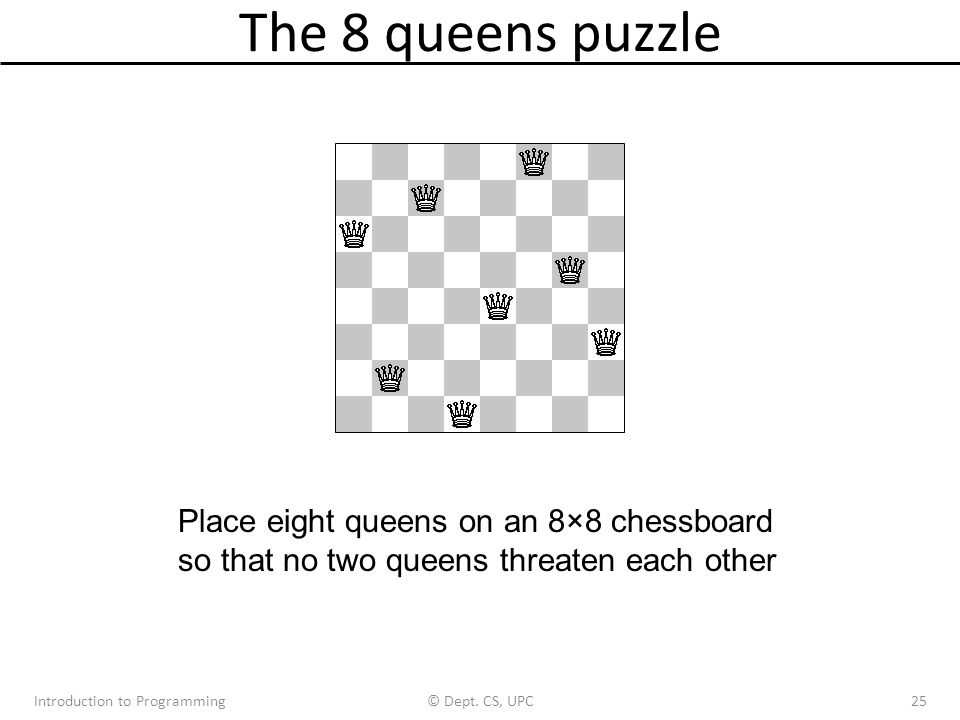 The 8 queens puzzle
Place eight queens on an 8×8 chessboard
so that no two queens threaten each other
Introduction to Programming
© Dept. CS, UPC
25